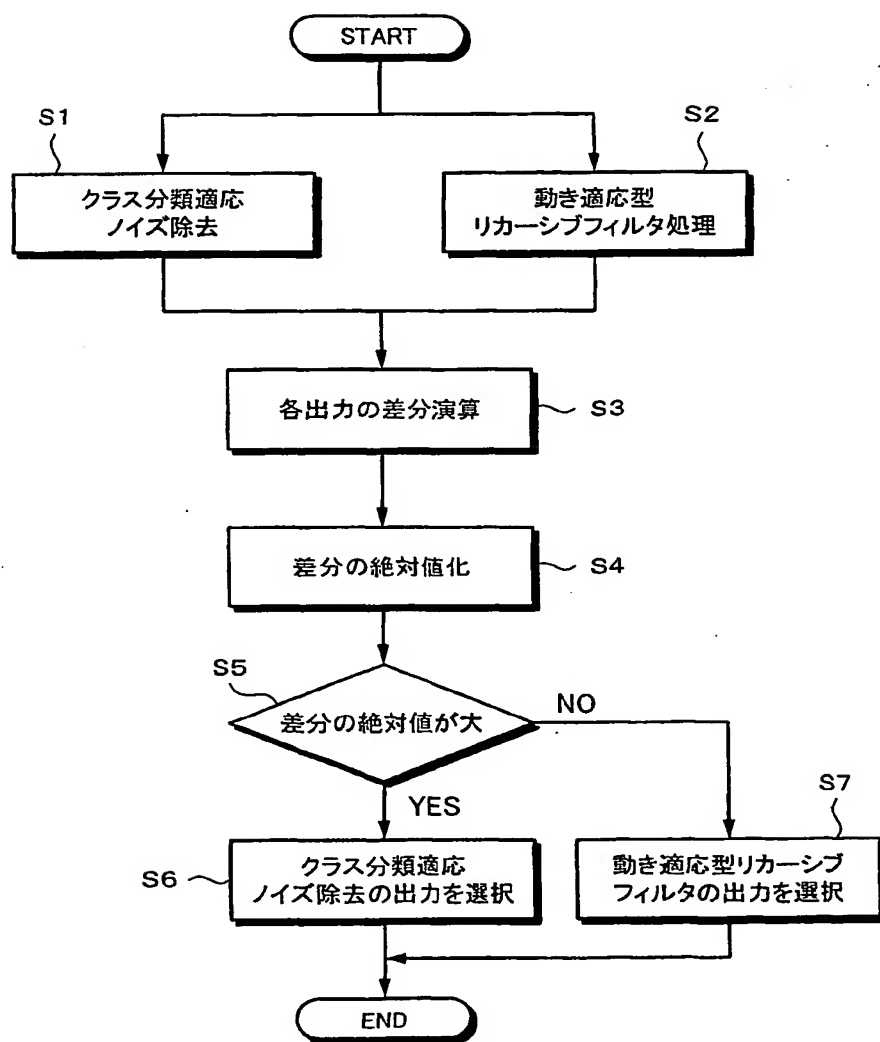 START
S1
S2
クラス分類適応
ノイズ除去
動き適応型
リカーシブフィルタ処理
各出力の差分演算
S3
差分の絶対値化
S4
S5
差分の絶対値が大
NO
YES
S7
S6
クラス分類適応
ノイズ除去の出力を選択
動き適応型リカーシブ
フィルタの出力を選択
END